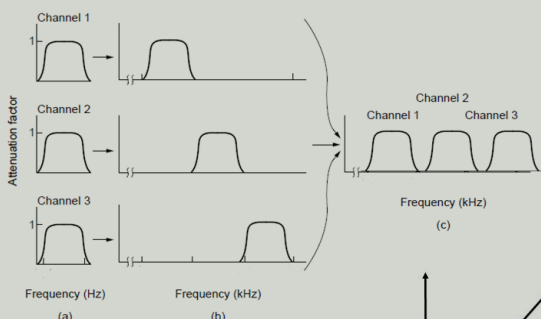 Channel 1
1
Channel 2
1
Channel 3
1
Attenuation factor
Frequency (Hz)
(a)
Frequency (kHz)
(b)
Channel 2
Channel 1
Channel 3
Frequency (kHz)
(c)